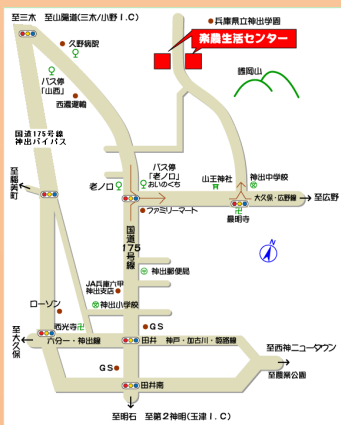 至三木 至山陽道(三木/小野I.C)
兵庫県立神出学園
楽農生活センター
久野病院
バス停
「山西」
西濃運輸
雌岡山
国道175号線
神出バイパス
バス停
「老ノ口」
おいのくち
老ノ口
山王神社
神出中学校
至稲美町
大久保・広野線
至広野
ファミリーマート
最明寺
国道175号線
神出郵便局
JA兵庫六甲
神出支店
ローソン
神出小学校
西光寺
GS
至大久保
六分一・神出線
田井
神戸・加古川・姫路線
至西神ニュータウン
至農業公園
GS
田井南
至明石 至第2神明(玉津I.C)